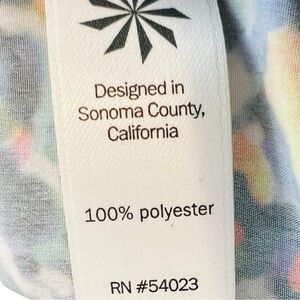 Designed in
Sonoma County,
California
100% polyester
RN #54023